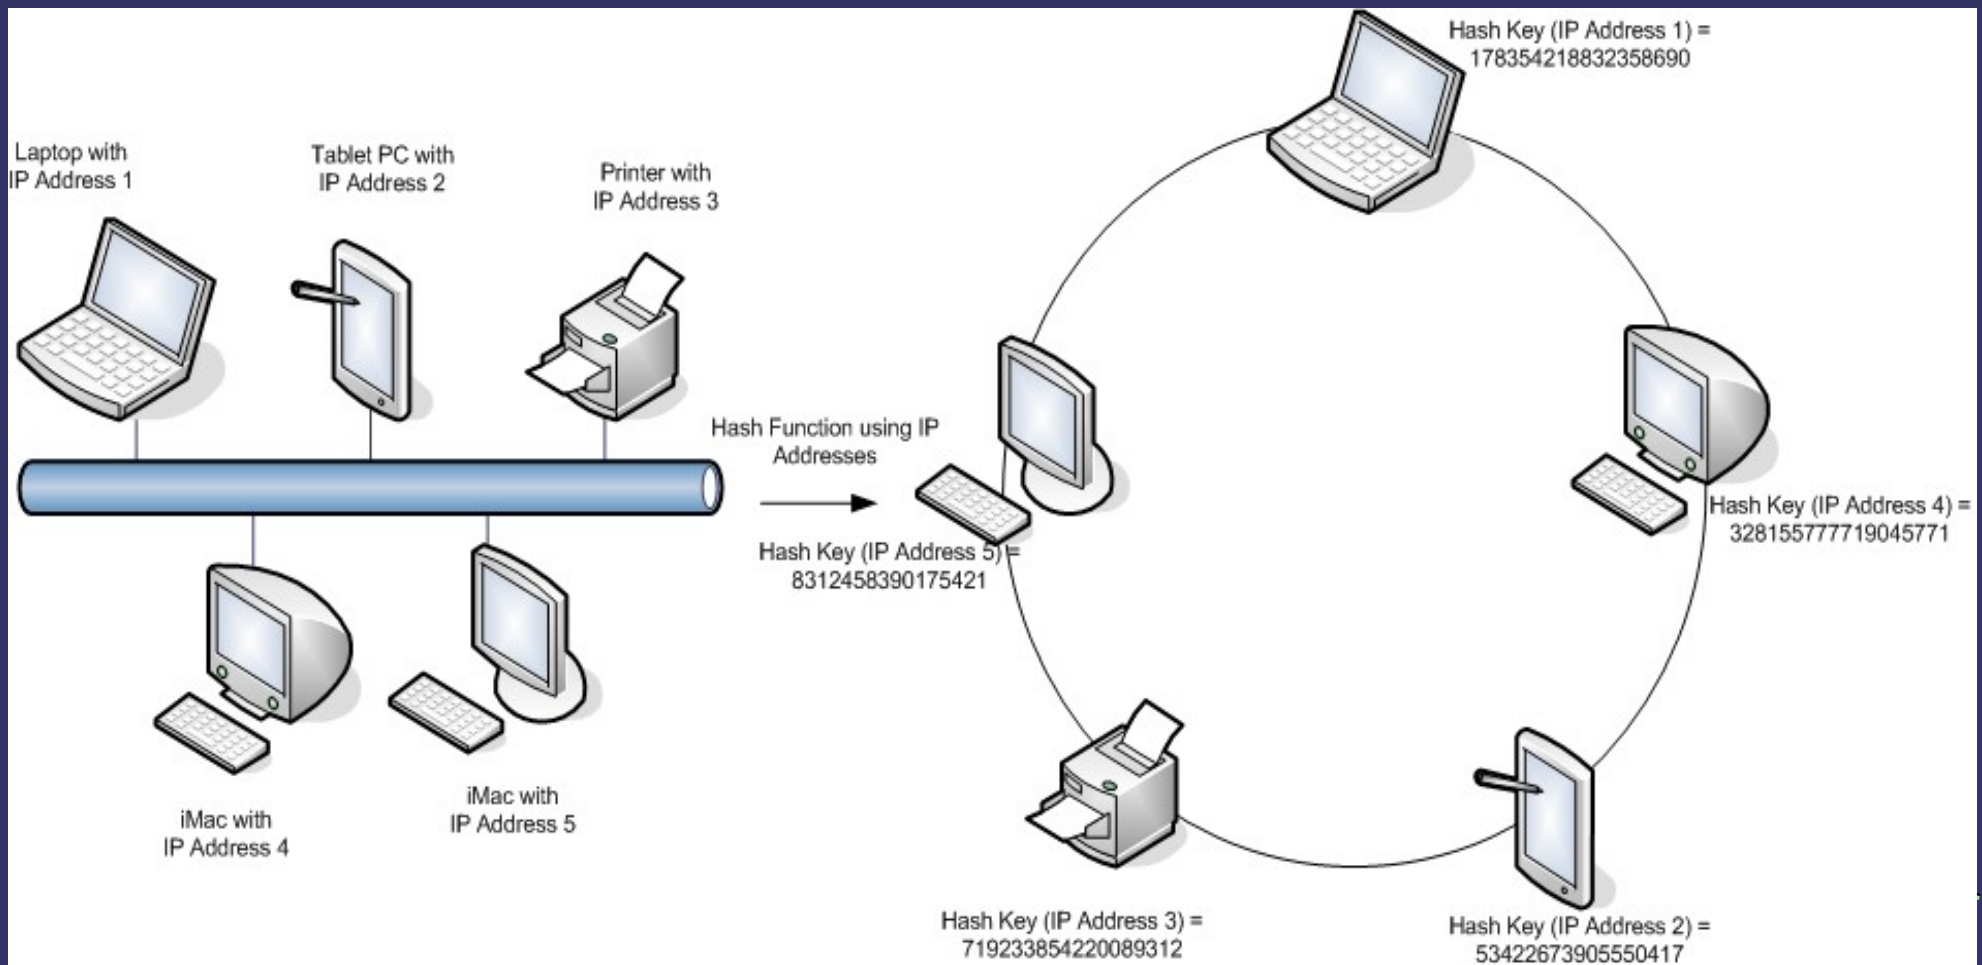 Hash Key (IP Address 1) =
178354218832358690
Laptop with
IP Address 1
Tablet PC with
IP Address 2
Printer with
IP Address 3
Hash Function using IP
Addresses
Hash Key (IP Address 4) =
328155777719045771
Hash Key (IP Address 5) =
8312458390175421
iMac with
IP Address 4
iMac with
IP Address 5
Hash Key (IP Address 3) =
719233854220089312
Hash Key (IP Address 2) =
53422673905550417